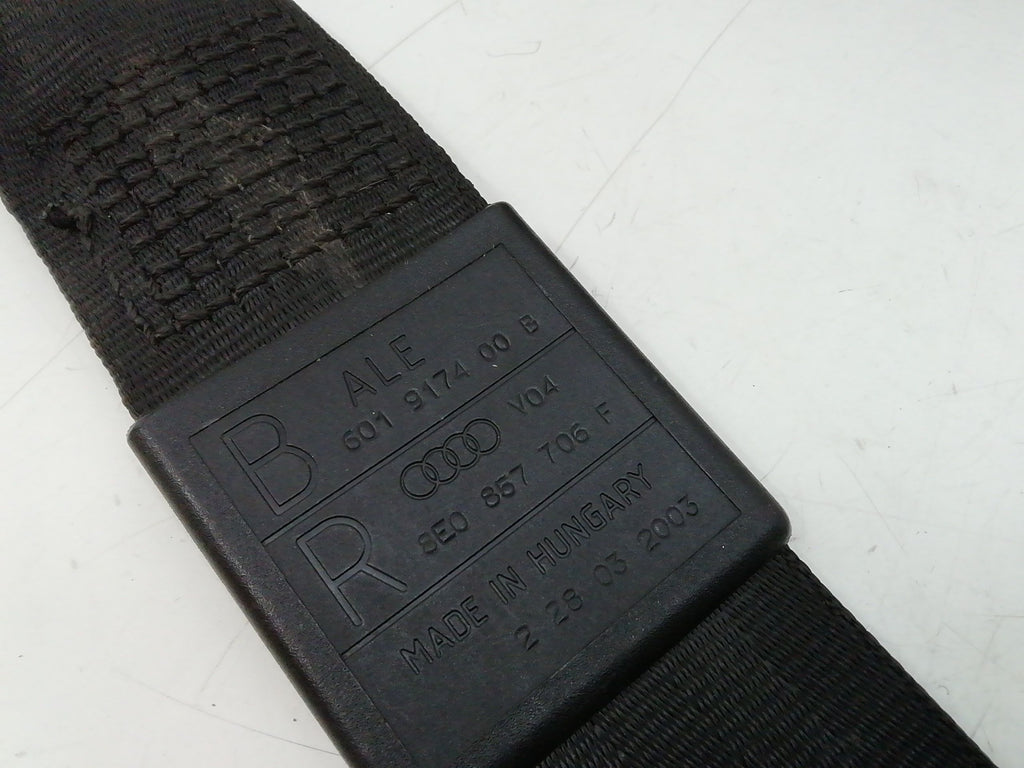 B
ALE
601 9174 00 B
R
V04
8E0 857 706 F
MADE IN HUNGARY
2 28 03 2003